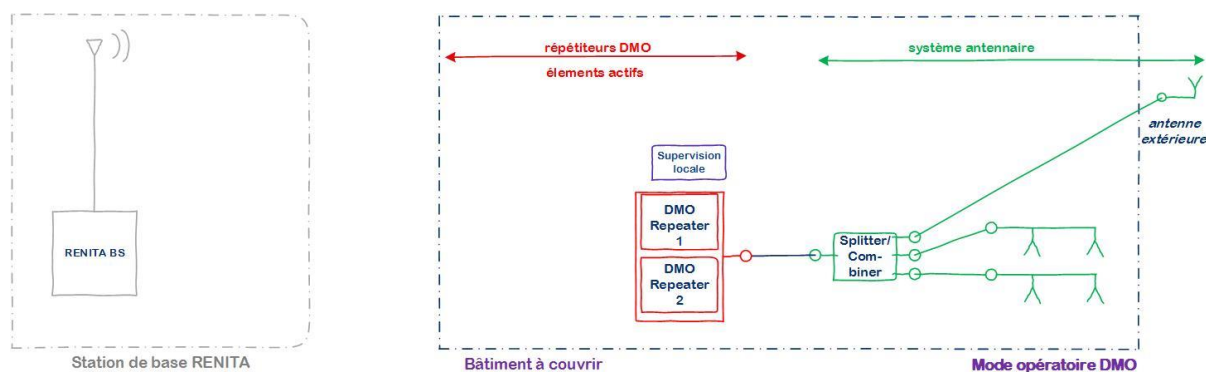 RENITA BS
Station de base RENITA
répétiteurs DMO
élements actifs
système antennaire
antenne
extérieure
Supervision
locale
DMO
Repeater
1
DMO
Repeater
2
Splitter/
Com-
biner
Bâtiment à couvrir
Mode opératoire DMO